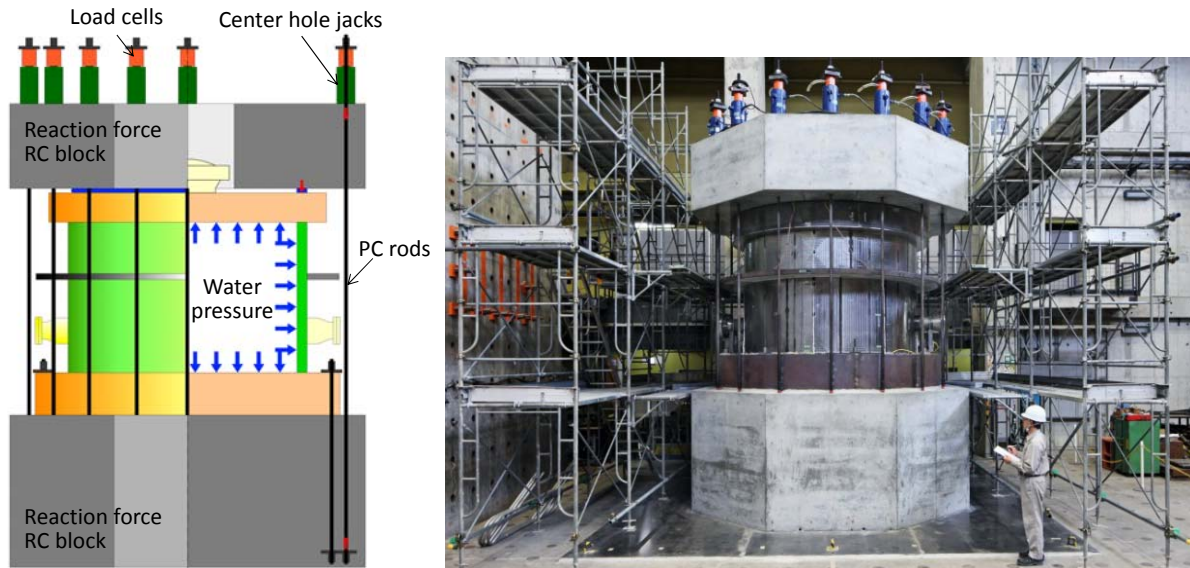 Load cells
Center hole jacks
Reaction force
RC block
PC rods
Water
pressure
Reaction force
RC block